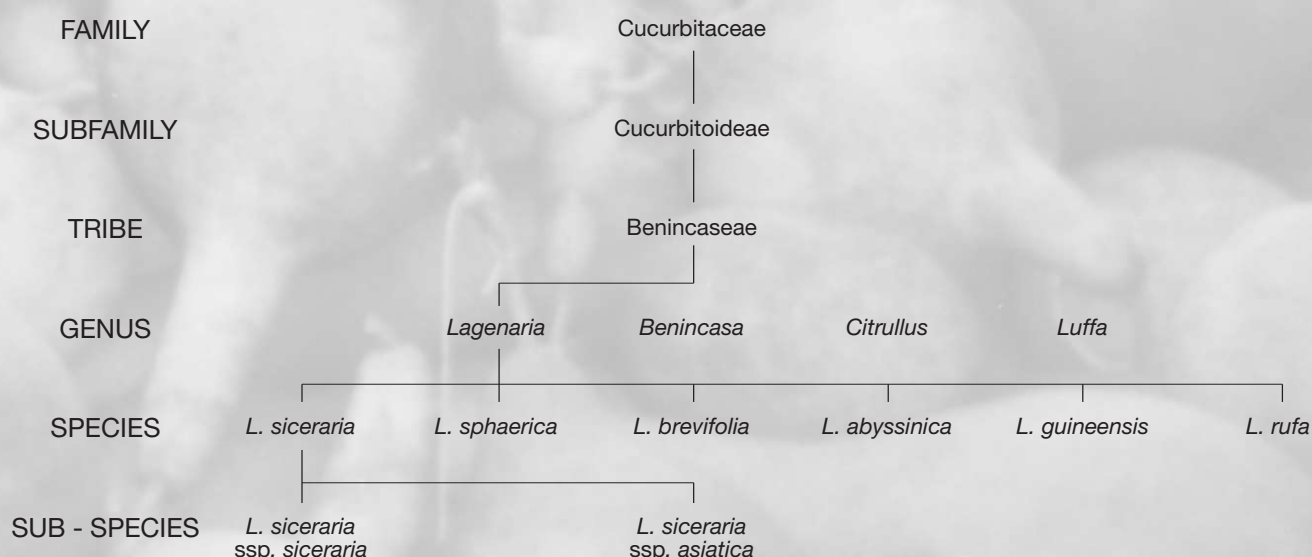 FAMILY Cucurbitaceae
SUBFAMILY Cucurbitoideae
TRIBE Benincaseae
GENUS Lagenaria Benincasa Citrullus Luffa
SPECIES L. siceraria L. sphaerica L. brevifolia L. abyssinica L. guineensis L. rufa
SUB - SPECIES L. siceraria L. siceraria
ssp. siceraria ssp. asiatica